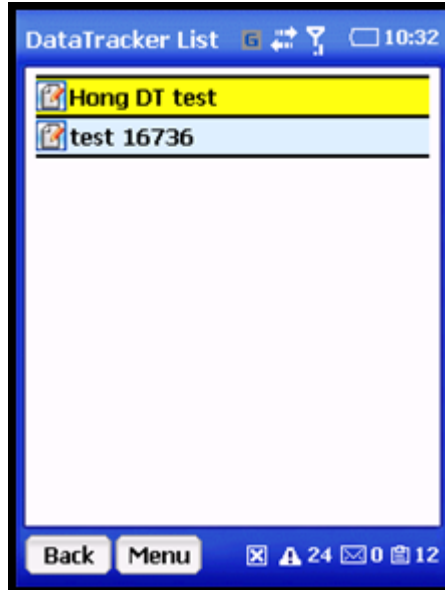 DataTracker List G 10:32
Hong DT test
test 16736
Back Menu 24 0 12